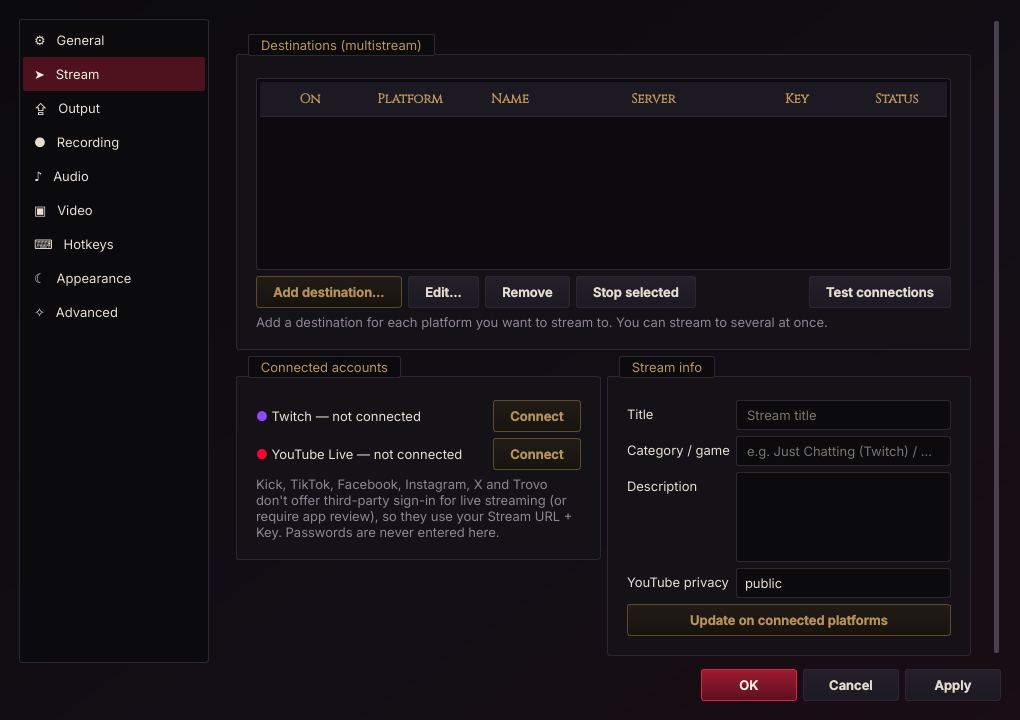 General
Stream
Output
Recording
Audio
Video
Hotkeys
Appearance
Advanced
Destinations (multistream)
On Platform Name Server Key Status
Add destination... Edit... Remove Stop selected Test connections
Add a destination for each platform you want to stream to. You can stream to several at once.
Connected accounts
Twitch — not connected Connect
YouTube Live — not connected Connect
Kick, TikTok, Facebook, Instagram, X and Trovo
don't offer third-party sign-in for live streaming (or
require app review), so they use your Stream URL +
Key. Passwords are never entered here.
Stream info
Title Stream title
Category / game e.g. Just Chatting (Twitch) / ...
Description
YouTube privacy public
Update on connected platforms
OK Cancel Apply